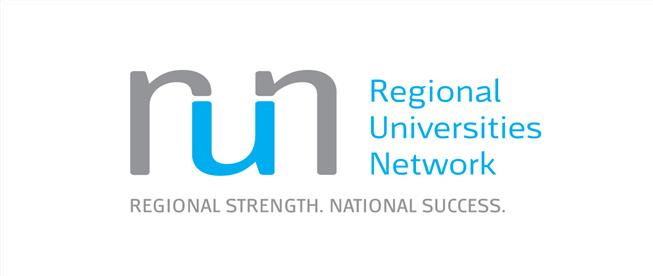 run
Regional
Universities
Network
REGIONAL STRENGTH. NATIONAL SUCCESS.